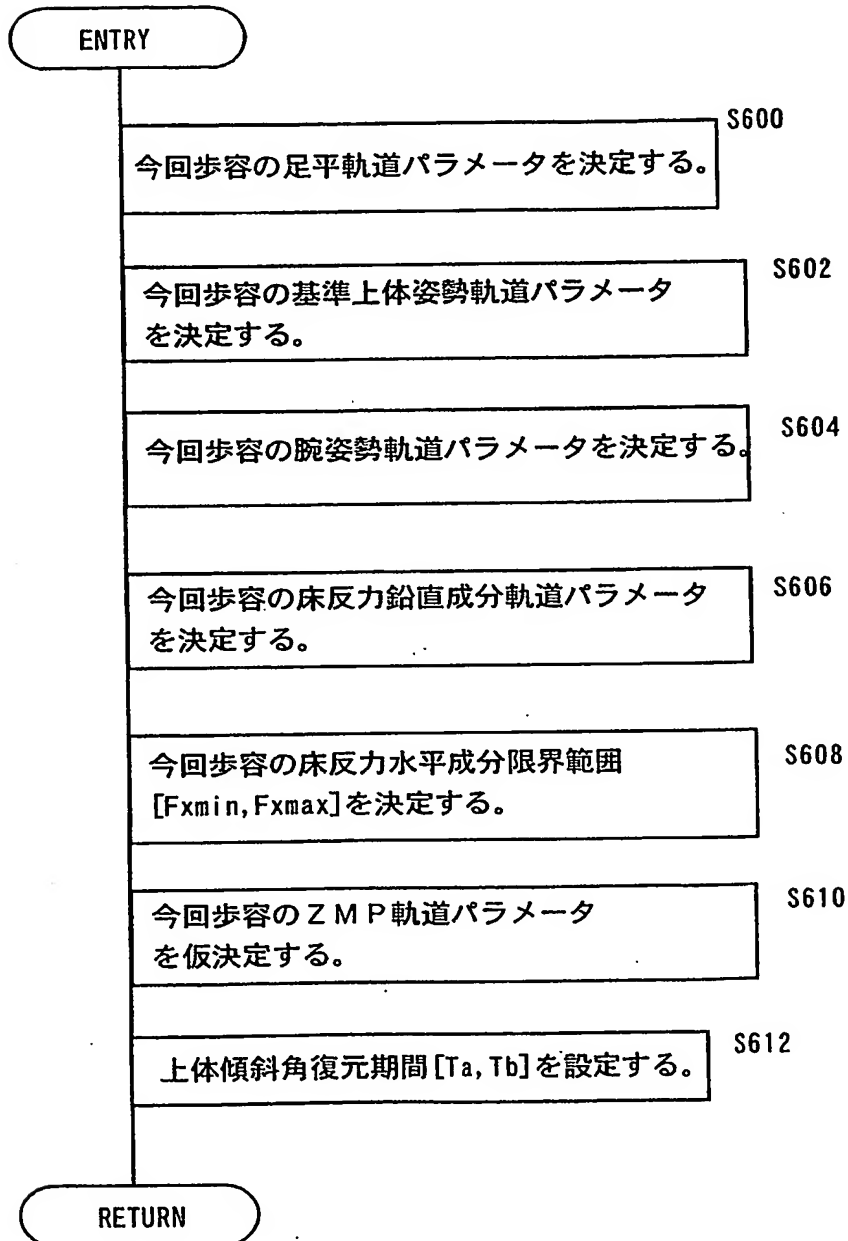 ENTRY
S600
今回歩容の足平軌道パラメータを決定する。
S602
今回歩容の基準上体姿勢軌道パラメータ
を決定する。
S604
今回歩容の腕姿勢軌道パラメータを決定する。
S606
今回歩容の床反力鉛直成分軌道パラメータ
を決定する。
S608
今回歩容の床反力水平成分限界範囲
[Fxmin,Fxmax]を決定する。
S610
今回歩容のZMP軌道パラメータ
を仮決定する。
S612
上体傾斜角復元期間[Ta,Tb]を設定する。
RETURN